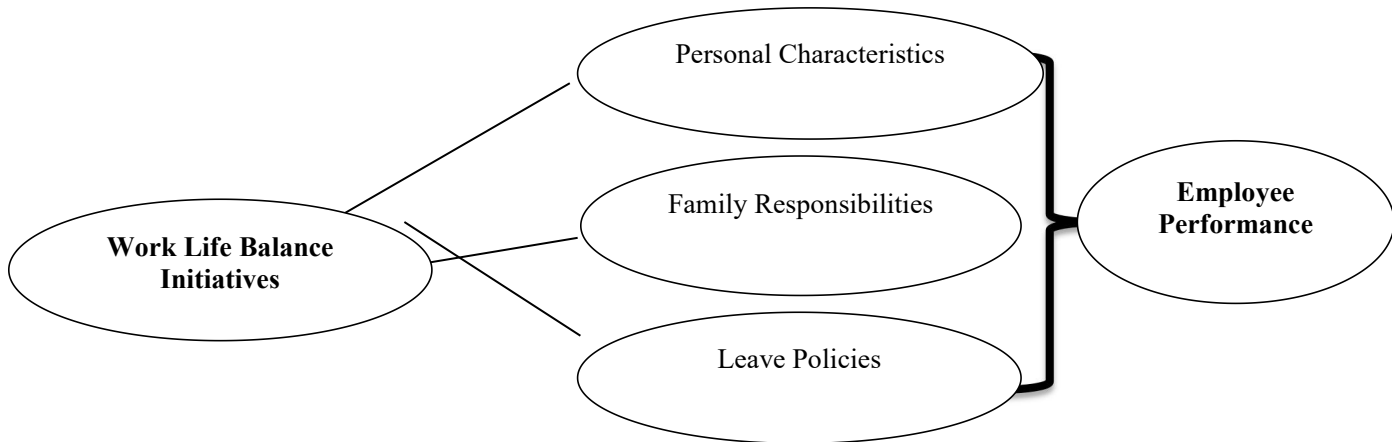 Personal Characteristics
Family Responsibilities
Employee
Performance
Work Life Balance
Initiatives
Leave Policies